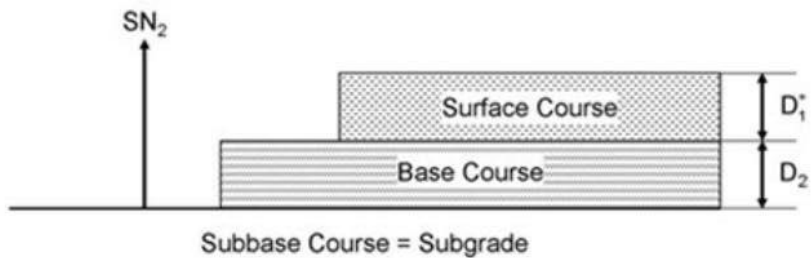 SN₂
Surface Course
D₁*
Base Course
D₂
Subbase Course = Subgrade